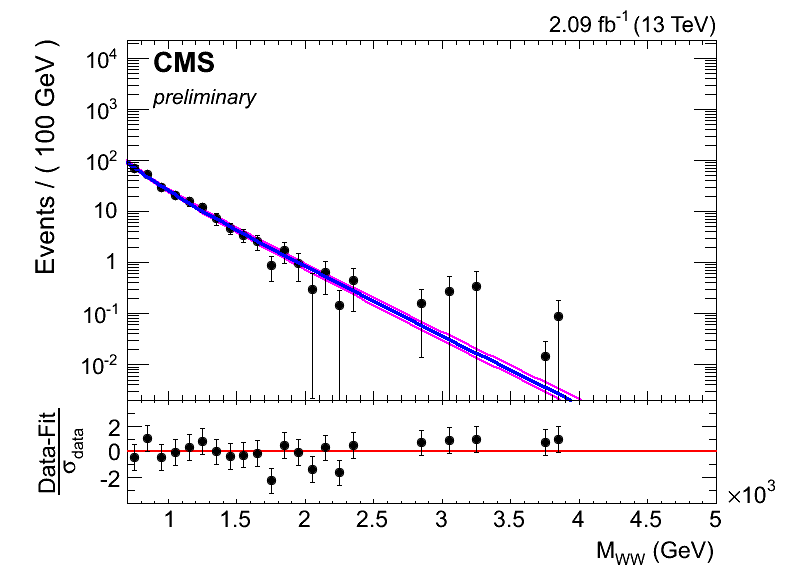 2.09 fb⁻¹ (13 TeV)
CMS
preliminary
Events / ( 100 GeV )
10⁴
10³
10²
10
1
10⁻¹
10⁻²
Data-Fit
σ_data
2
0
-2
×10³
1 1.5 2 2.5 3 3.5 4 4.5 5
M_WW (GeV)